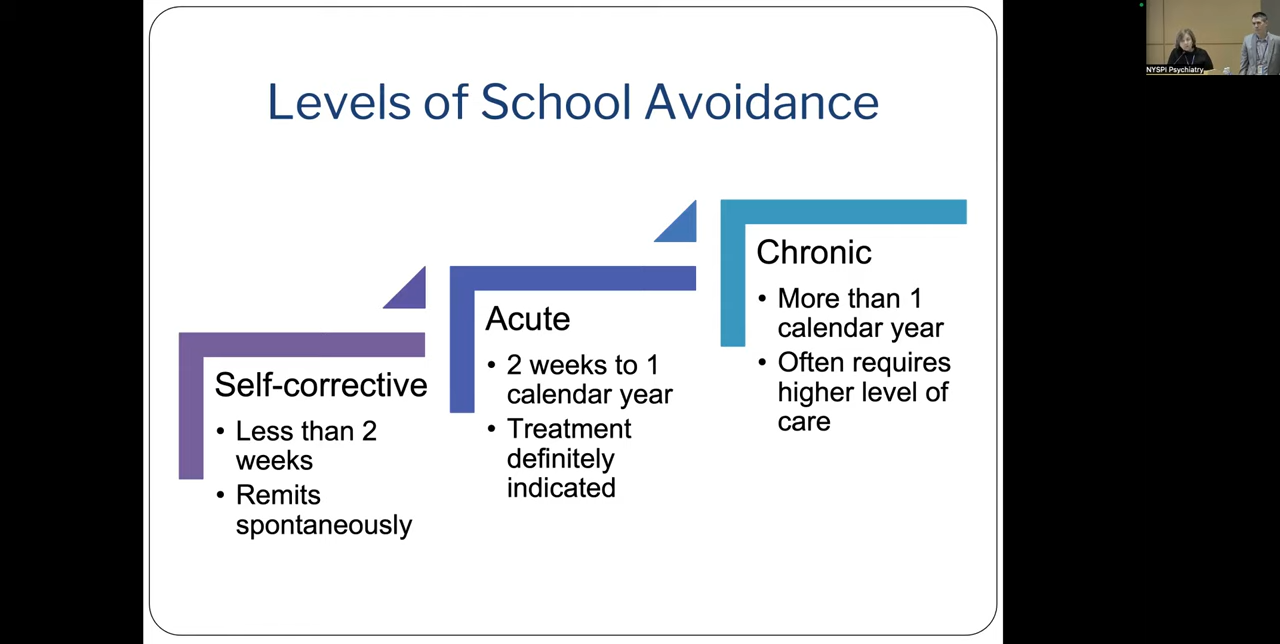 Levels of School Avoidance
Self-corrective
• Less than 2
weeks
• Remits
spontaneously
Acute
• 2 weeks to 1
calendar year
• Treatment
definitely
indicated
Chronic
• More than 1
calendar year
• Often requires
higher level of
care
NYSPI Psychiatry